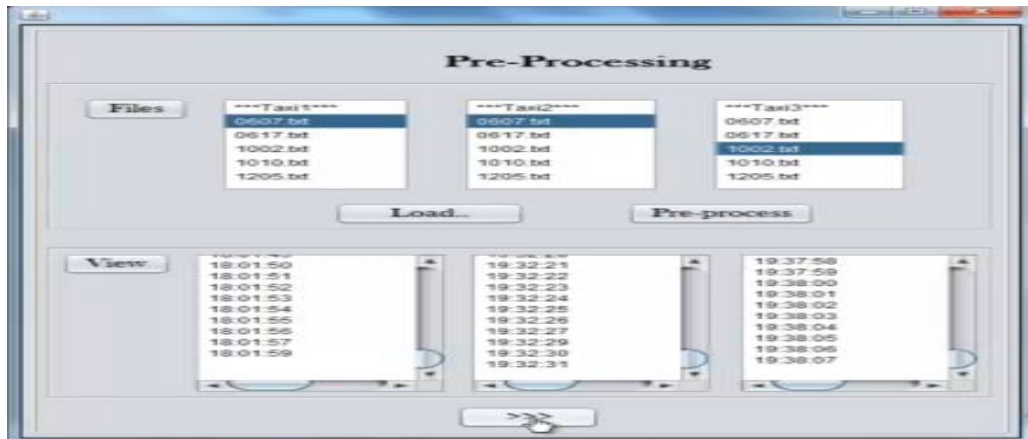 Pre-Processing
Files
***Taxi1***
0607.txt
0617.txt
1002.txt
1010.txt
1205.txt
***Taxi2***
0607.txt
0617.txt
1002.txt
1010.txt
1205.txt
***Taxi3***
0607.txt
0617.txt
1002.txt
1010.txt
1205.txt
Load...
Pre-process
View...
18:01:50
18:01:51
18:01:52
18:01:53
18:01:54
18:01:55
18:01:56
18:01:57
18:01:59
19:32:21
19:32:22
19:32:23
19:32:24
19:32:25
19:32:26
19:32:27
19:32:29
19:32:30
19:32:31
19:37:58
19:37:59
19:38:00
19:38:01
19:38:02
19:38:03
19:38:04
19:38:05
19:38:06
19:38:07
>>>